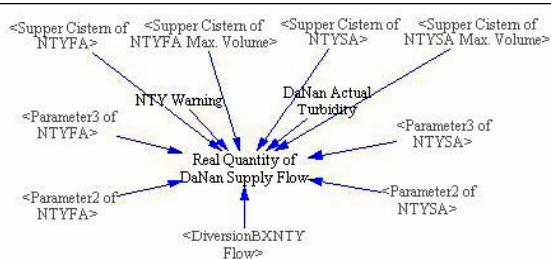 <Supper Cistern of
NTYFA>
<Supper Cistern of
NTYFA Max. Volume>
<Supper Cistern of
NTYSA>
<Supper Cistern of
NTYSA Max. Volume>
NTY Warning
DaNan Actual
Turbidity
<Parameter3 of
NTYFA>
<Parameter3 of
NTYSA>
Real Quantity of
DaNan Supply Flow
<Parameter2 of
NTYFA>
<Parameter2 of
NTYSA>
<DiversionBXNTY
Flow>